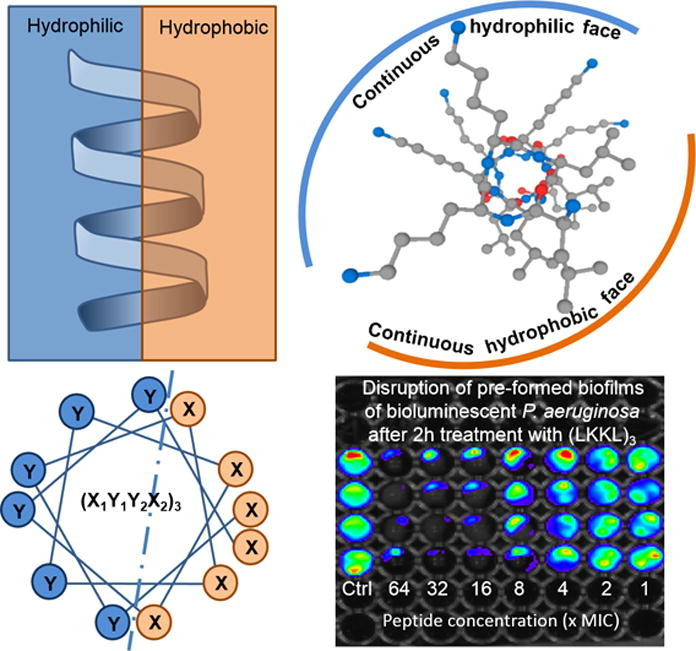 Hydrophilic
Hydrophobic
Continuous hydrophilic face
Continuous hydrophobic face
Y
X
Y
Y
X
Y
X
(X₁Y₁Y₂X₂)₃
X
Y
X
Y
X
Disruption of pre-formed biofilms
of bioluminescent P. aeruginosa
after 2h treatment with (LKKL)₃
Ctrl 64 32 16 8 4 2 1
Peptide concentration (x MIC)